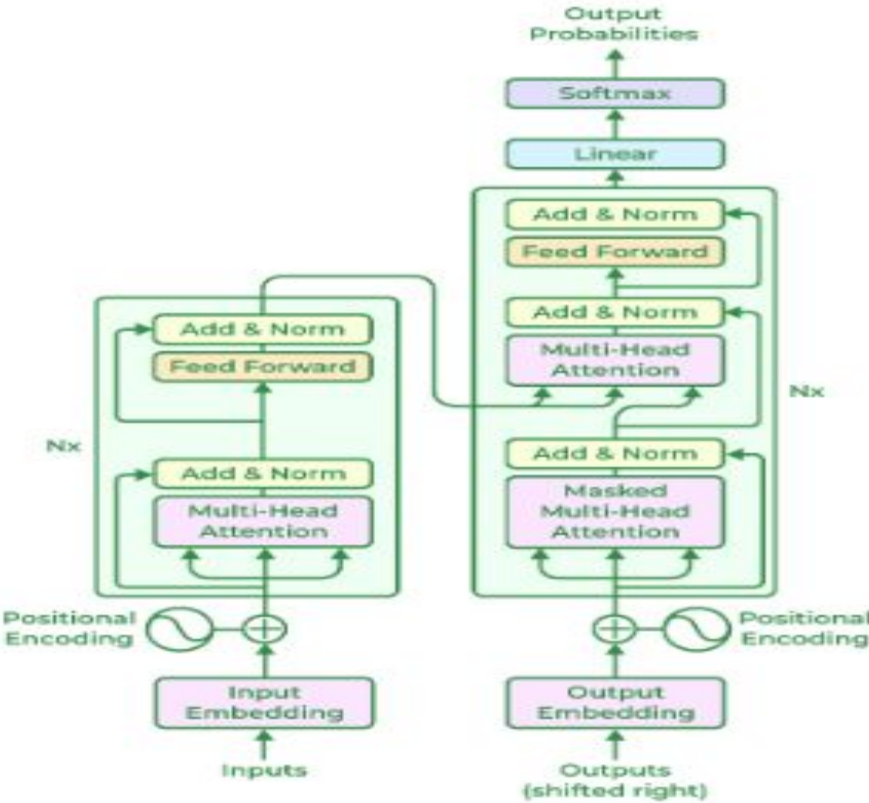 Output
Probabilities
Softmax
Linear
Add & Norm
Feed Forward
Add & Norm
Multi-Head
Attention
Nx
Add & Norm
Masked
Multi-Head
Attention
Add & Norm
Feed Forward
Nx
Add & Norm
Multi-Head
Attention
Positional
Encoding
Positional
Encoding
Input
Embedding
Output
Embedding
Inputs
Outputs
(shifted right)